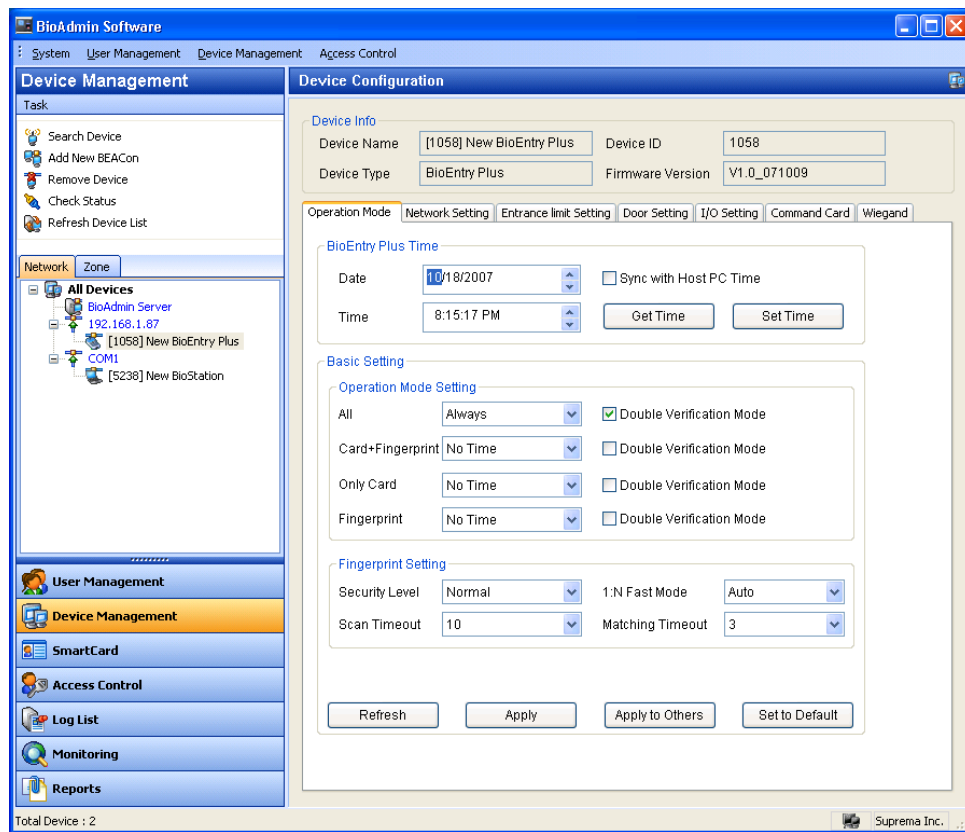 BioAdmin Software
System User Management Device Management Access Control
Device Management
Task
Search Device
Add New BEACon
Remove Device
Check Status
Refresh Device List
Network Zone
All Devices
BioAdmin Server
192.168.1.87
[1058] New BioEntry Plus
COM1
[5238] New BioStation
User Management
Device Management
SmartCard
Access Control
Log List
Monitoring
Reports
Device Configuration
Device Info
Device Name [1058] New BioEntry Plus Device ID 1058
Device Type BioEntry Plus Firmware Version V1.0_071009
Operation Mode Network Setting Entrance limit Setting Door Setting I/O Setting Command Card Wiegand
BioEntry Plus Time
Date 10/18/2007 Sync with Host PC Time
Time 8:15:17 PM Get Time Set Time
Basic Setting
Operation Mode Setting
All Always Double Verification Mode
Card+Fingerprint No Time Double Verification Mode
Only Card No Time Double Verification Mode
Fingerprint No Time Double Verification Mode
Fingerprint Setting
Security Level Normal 1:N Fast Mode Auto
Scan Timeout 10 Matching Timeout 3
Refresh Apply Apply to Others Set to Default
Total Device : 2 Suprema Inc.